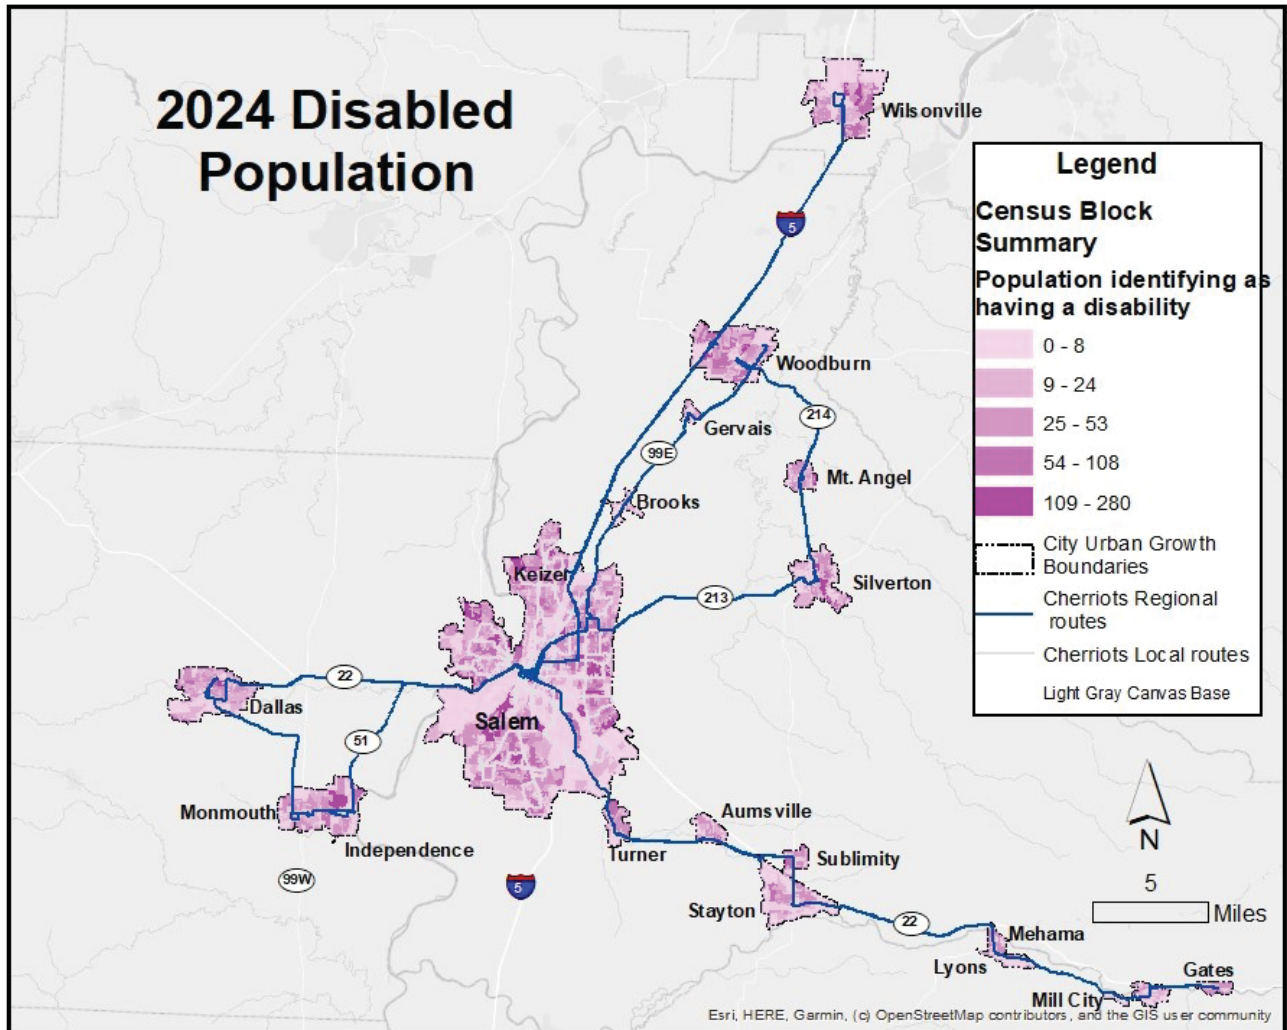 2024 Disabled
Population
Wilsonville
5
Woodburn
Gervais
214
99E
Mt. Angel
Brooks
Keizer
Silverton
213
22
Dallas
Salem
51
Monmouth
Independence
99W
5
Turner
Aumsville
Sublimity
Stayton
22
Mehama
Lyons
Mill City
Gates
Legend
Census Block
Summary
Population identifying as
having a disability
0 - 8
9 - 24
25 - 53
54 - 108
109 - 280
City Urban Growth
Boundaries
Cherriots Regional
routes
Cherriots Local routes
Light Gray Canvas Base
N
5
Miles
Esri, HERE, Garmin, (c) OpenStreetMap contributors, and the GIS user community